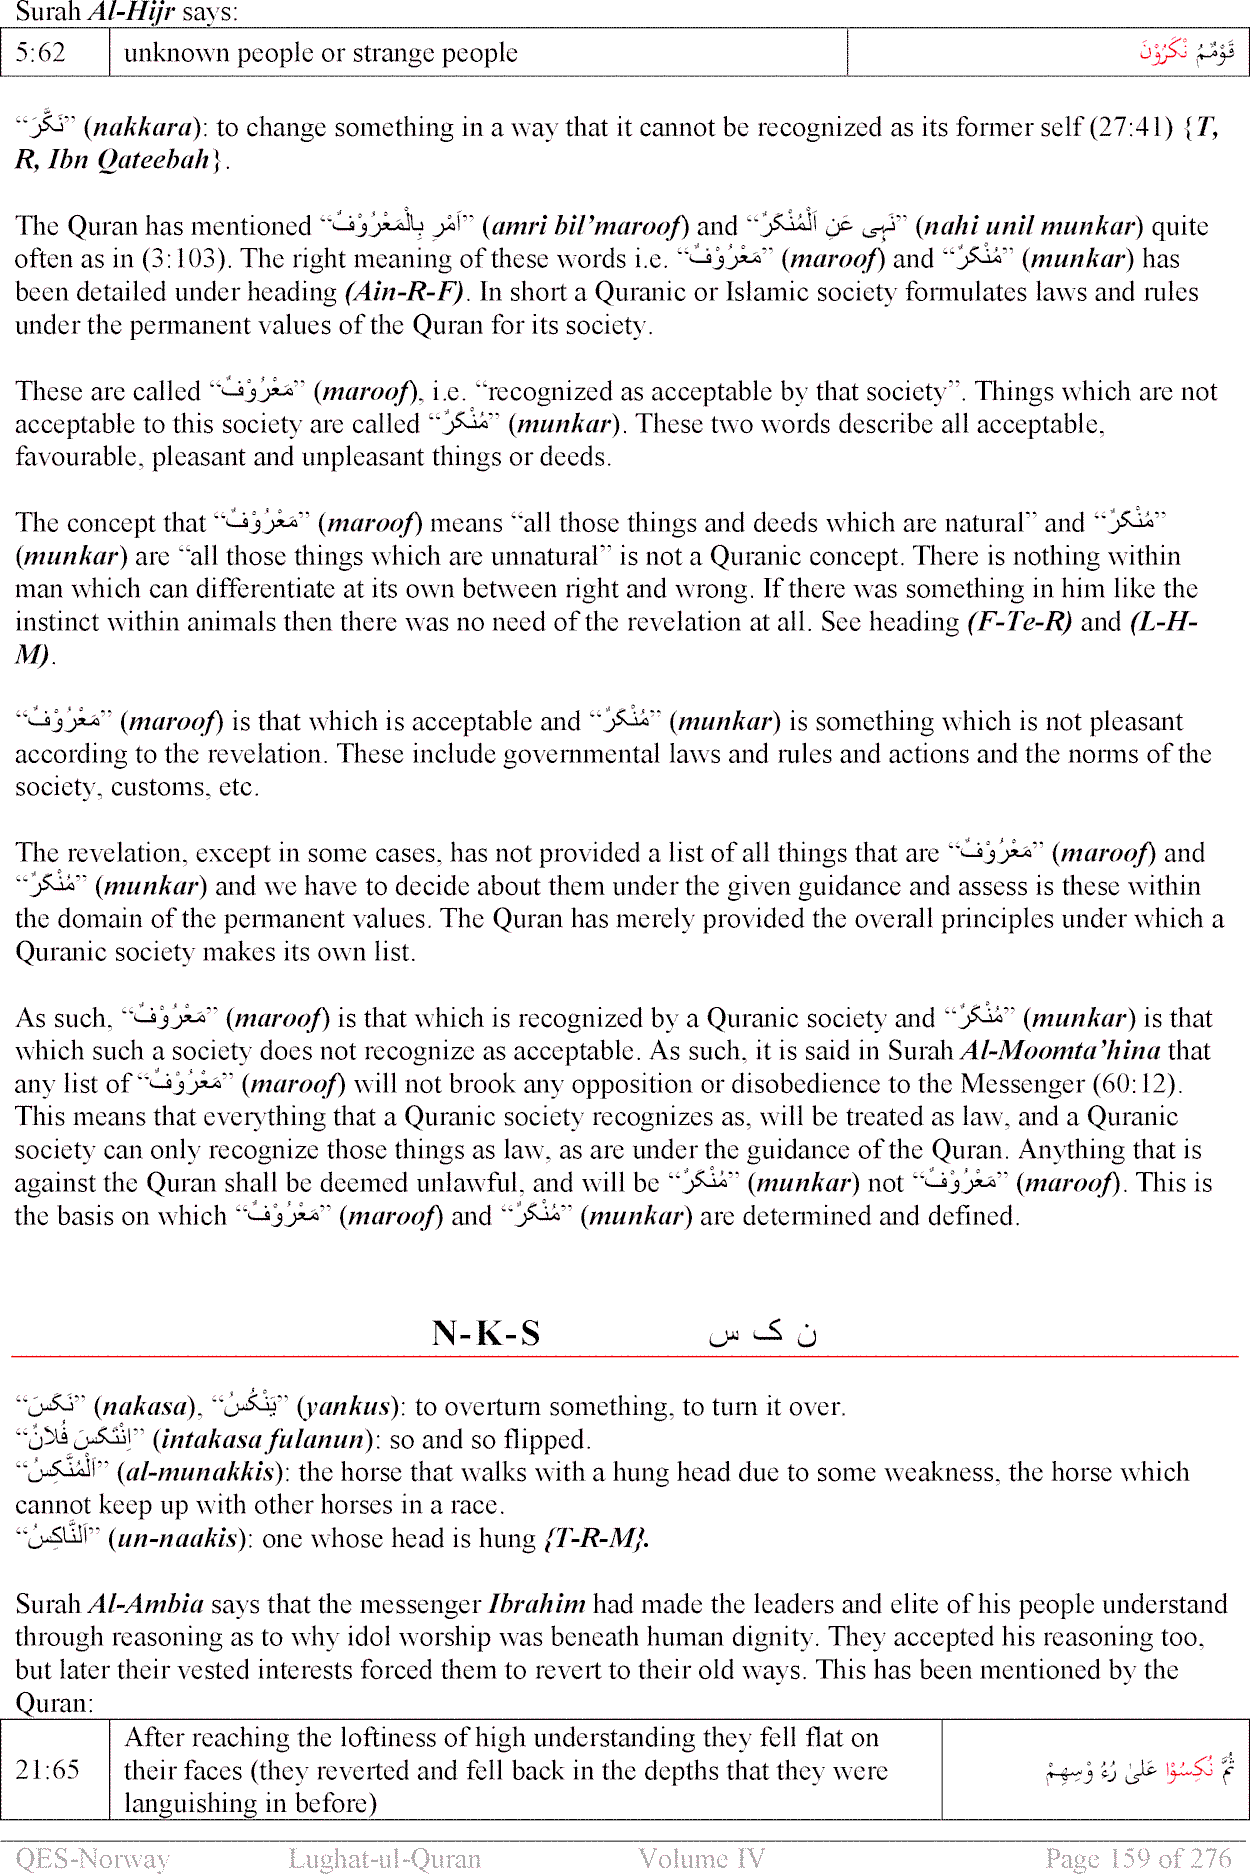 Surah Al-Hijr says:
5:62 unknown people or strange people قَوْمٌ مُّنْكَرُوْنَ
“نَكَّرَ” (nakkara): to change something in a way that it cannot be recognized as its former self (27:41) {T,
R, Ibn Qateebah}.
The Quran has mentioned “اَمْرِ بِالْمَعْرُوْفٌ” (amri bil’maroof) and “نَہِی عَنِ الْمُنْكَرٌ” (nahi unil munkar) quite
often as in (3:103). The right meaning of these words i.e. “مَعْرُوْفٌ” (maroof) and “مُنْكَرٌ” (munkar) has
been detailed under heading (Ain-R-F). In short a Quranic or Islamic society formulates laws and rules
under the permanent values of the Quran for its society.
These are called “مَعْرُوْفٌ” (maroof), i.e. “recognized as acceptable by that society”. Things which are not
acceptable to this society are called “مُنْكَرٌ” (munkar). These two words describe all acceptable,
favourable, pleasant and unpleasant things or deeds.
The concept that “مَعْرُوْفٌ” (maroof) means “all those things and deeds which are natural” and “مُنْكَرٌ”
(munkar) are “all those things which are unnatural” is not a Quranic concept. There is nothing within
man which can differentiate at its own between right and wrong. If there was something in him like the
instinct within animals then there was no need of the revelation at all. See heading (F-Te-R) and (L-H-
M).
“مَعْرُوْفٌ” (maroof) is that which is acceptable and “مُنْكَرٌ” (munkar) is something which is not pleasant
according to the revelation. These include governmental laws and rules and actions and the norms of the
society, customs, etc.
The revelation, except in some cases, has not provided a list of all things that are “مَعْرُوْفٌ” (maroof) and
“مُنْكَرٌ” (munkar) and we have to decide about them under the given guidance and assess is these within
the domain of the permanent values. The Quran has merely provided the overall principles under which a
Quranic society makes its own list.
As such, “مَعْرُوْفٌ” (maroof) is that which is recognized by a Quranic society and “مُنْكَرٌ” (munkar) is that
which such a society does not recognize as acceptable. As such, it is said in Surah Al-Moomta’hina that
any list of “مَعْرُوْفٌ” (maroof) will not brook any opposition or disobedience to the Messenger (60:12).
This means that everything that a Quranic society recognizes as, will be treated as law, and a Quranic
society can only recognize those things as law, as are under the guidance of the Quran. Anything that is
against the Quran shall be deemed unlawful, and will be “مُنْكَرٌ” (munkar) not “مَعْرُوْفٌ” (maroof). This is
the basis on which “مَعْرُوْفٌ” (maroof) and “مُنْكَرٌ” (munkar) are determined and defined.
N-K-S ن ک س
“نَكَسَ” (nakasa), “یَنْكُسُ” (yankus): to overturn something, to turn it over.
“اِنْتَكَسَ فُلَانٌ” (intakasa fulanun): so and so flipped.
“اَلْمُنَكِّسُ” (al-munakkis): the horse that walks with a hung head due to some weakness, the horse which
cannot keep up with other horses in a race.
“اَلنَّاكِسُ” (un-naakis): one whose head is hung {T-R-M}.
Surah Al-Ambia says that the messenger Ibrahim had made the leaders and elite of his people understand
through reasoning as to why idol worship was beneath human dignity. They accepted his reasoning too,
but later their vested interests forced them to revert to their old ways. This has been mentioned by the
Quran:
After reaching the loftiness of high understanding they fell flat on
21:65 their faces (they reverted and fell back in the depths that they were ثُمَّ نُكِسُوْا عَلیٰ رُءُ وْسِهِمْ
languishing in before)
QES-Norway Lughat-ul-Quran Volume IV Page 159 of 276